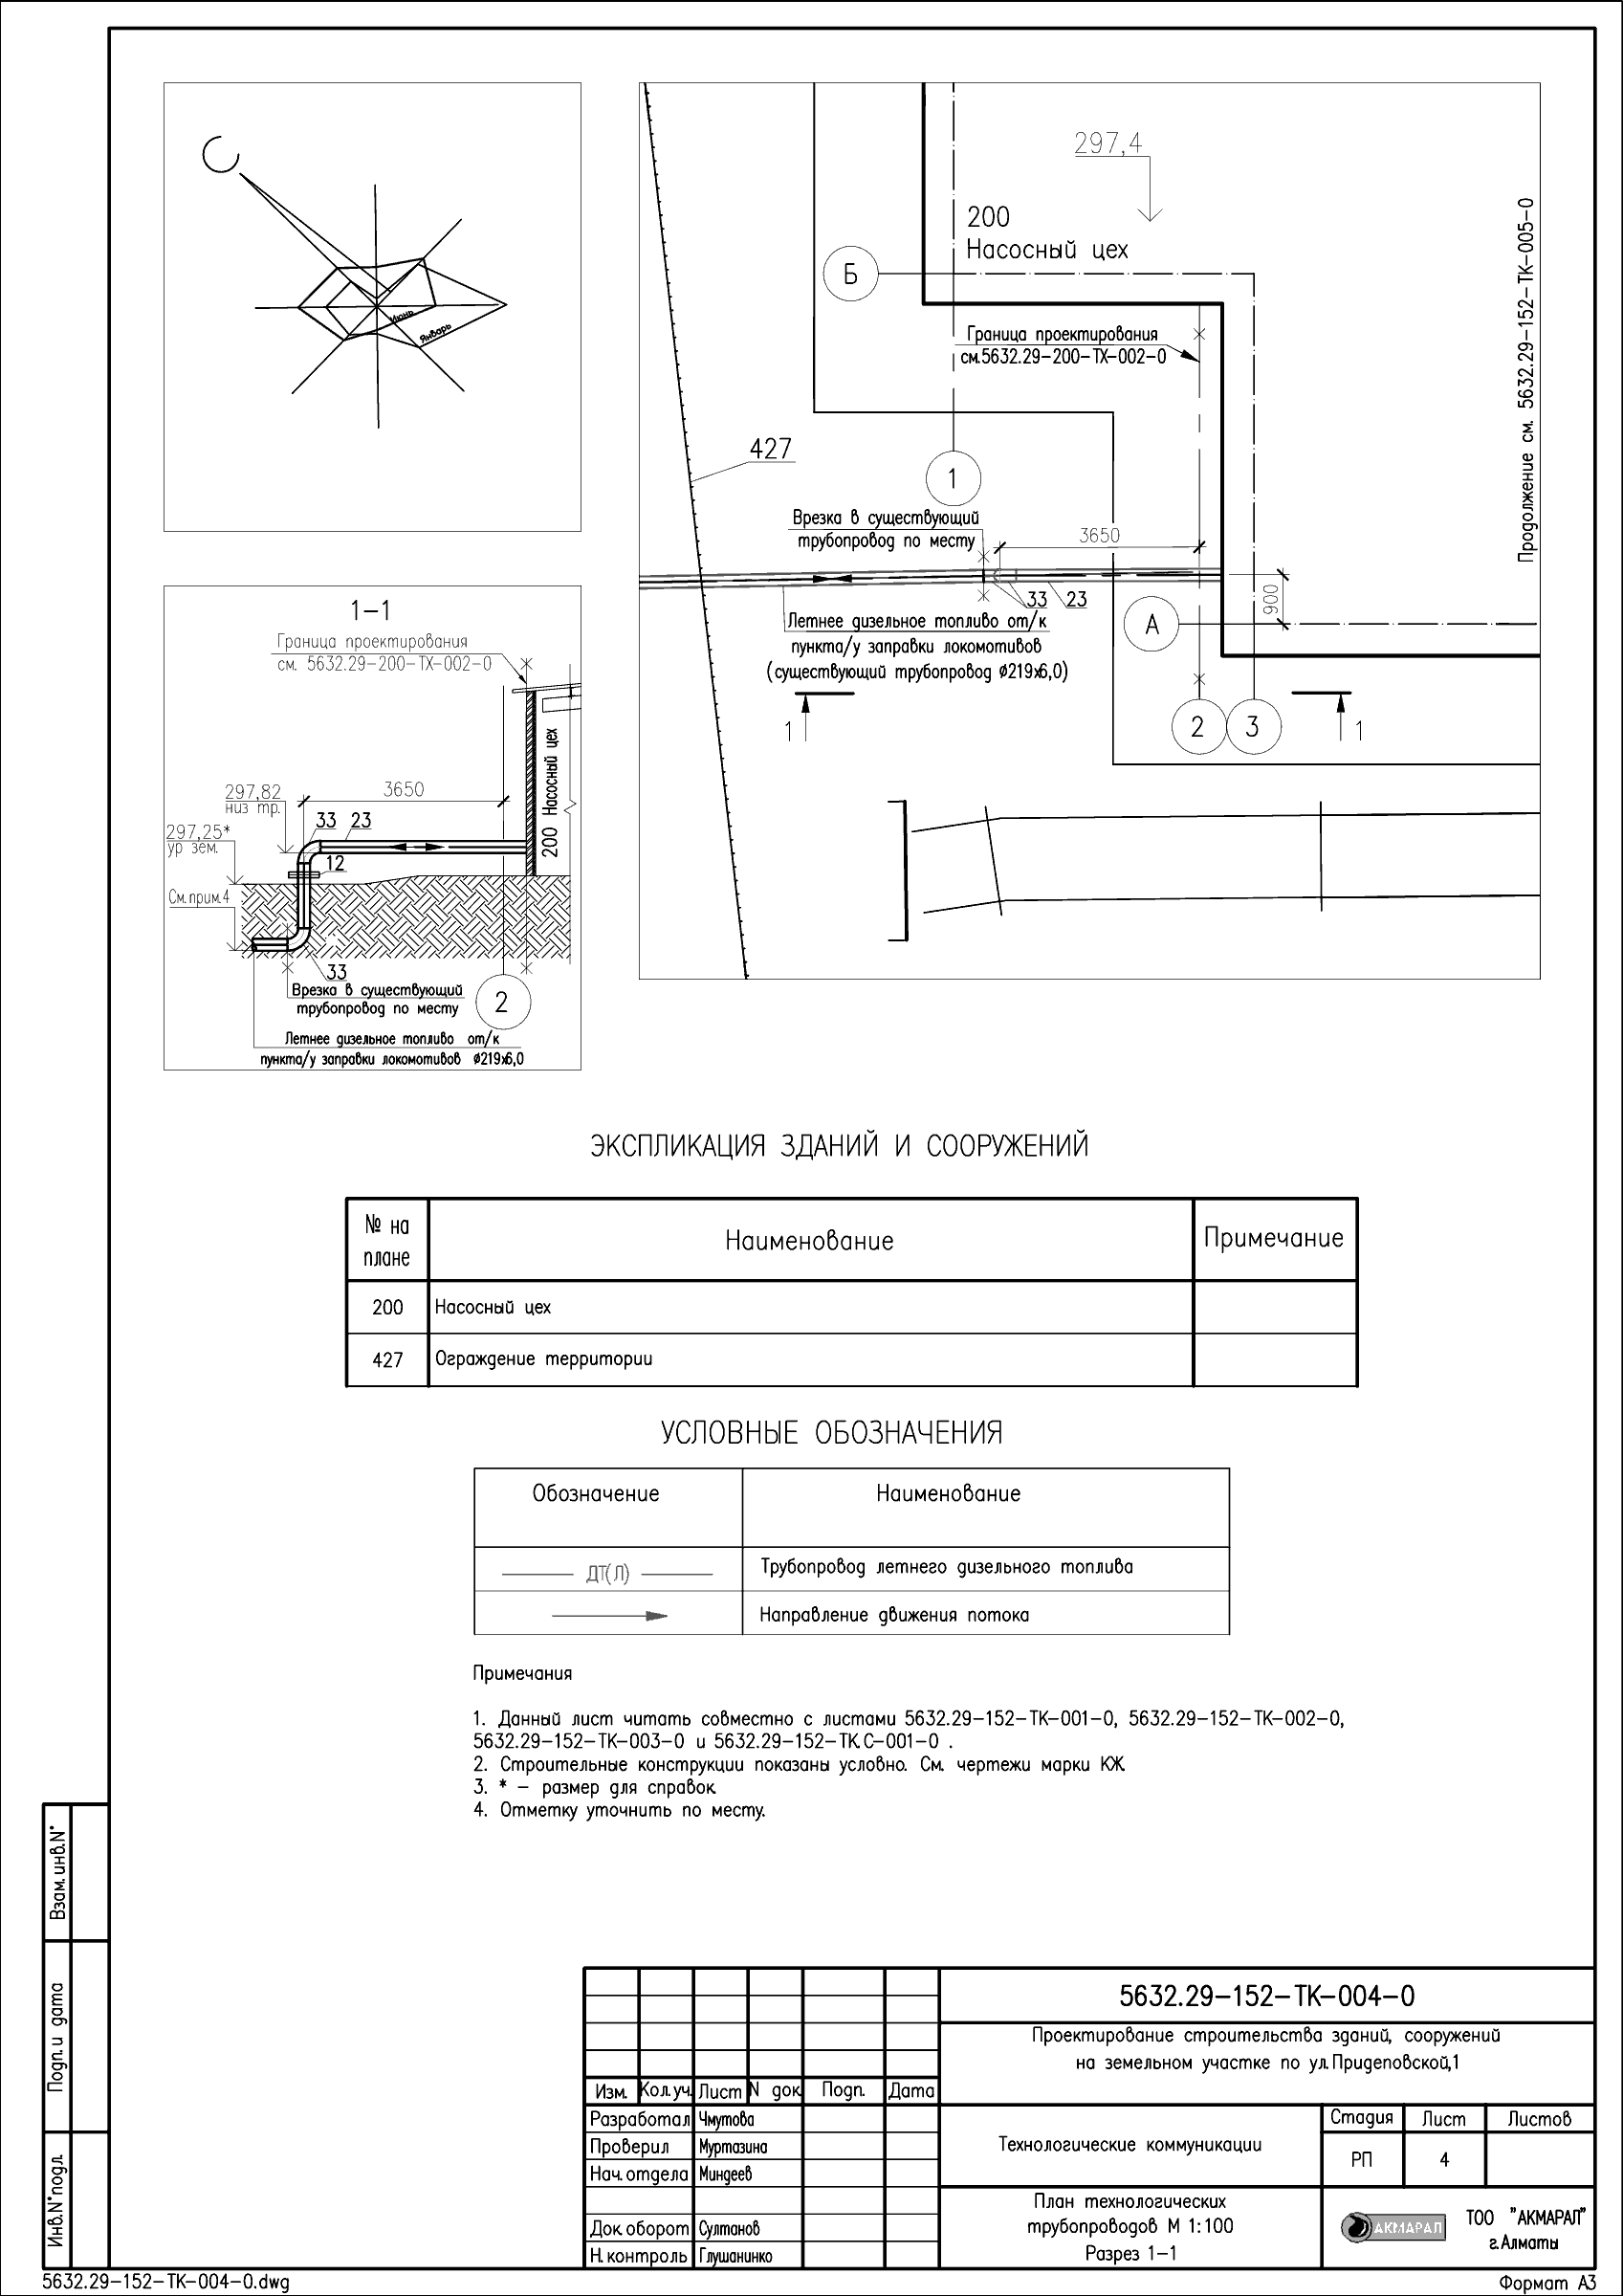 Июнь
Январь
297,4
200
Насосный цех
Б
Граница проектирования
см.5632.29-200-ТХ-002-0
Продолжение см. 5632.29-152-ТК-005-0
427
1
Врезка в существующий
трубопровод по месту
3650
33 23
900
А
Летнее дизельное топливо от/к
пункта/у заправки локомотивов
(существующий трубопровод ø219х6,0)
1
2
3
1
1-1
Граница проектирования
см. 5632.29-200-ТХ-002-0
200 Насосный цех
297,82
низ тр.
3650
297,25*
ур зем.
33 23
12
См.прим.4
33
Врезка в существующий
трубопровод по месту
2
Летнее дизельное топливо от/к
пункта/у заправки локомотивов ø219х6,0
ЭКСПЛИКАЦИЯ ЗДАНИЙ И СООРУЖЕНИЙ
№ на
плане
Наименование
Примечание
200 Насосный цех
427 Ограждение территории
УСЛОВНЫЕ ОБОЗНАЧЕНИЯ
Обозначение Наименование
ДТ(Л) Трубопровод летнего дизельного топлива
Направление движения потока
Примечания
1. Данный лист читать совместно с листами 5632.29-152-ТК-001-0, 5632.29-152-ТК-002-0,
5632.29-152-ТК-003-0 и 5632.29-152-ТК.С-001-0 .
2. Строительные конструкции показаны условно. См. чертежи марки КЖ.
3. * - размер для справок.
4. Отметку уточнить по месту.
Взам.инв.N°
Подп.и дата
Инв.N°подл.
5632.29-152-ТК-004-0
Проектирование строительства зданий, сооружений
на земельном участке по ул.Придеповской,1
Изм. Кол.уч. Лист N док. Подп. Дата
Разработал Чмутова
Проверил Муртазина
Нач.отдела Миндеев
Док.оборот Султанов
Н.контроль Глушанинко
Технологические коммуникации
Стадия Лист Листов
РП 4
План технологических
трубопроводов М 1:100
Разрез 1-1
АКМАРАЛ
ТОО "АКМАРАЛ"
г.Алматы
5632.29-152-ТК-004-0.dwg
Формат А3